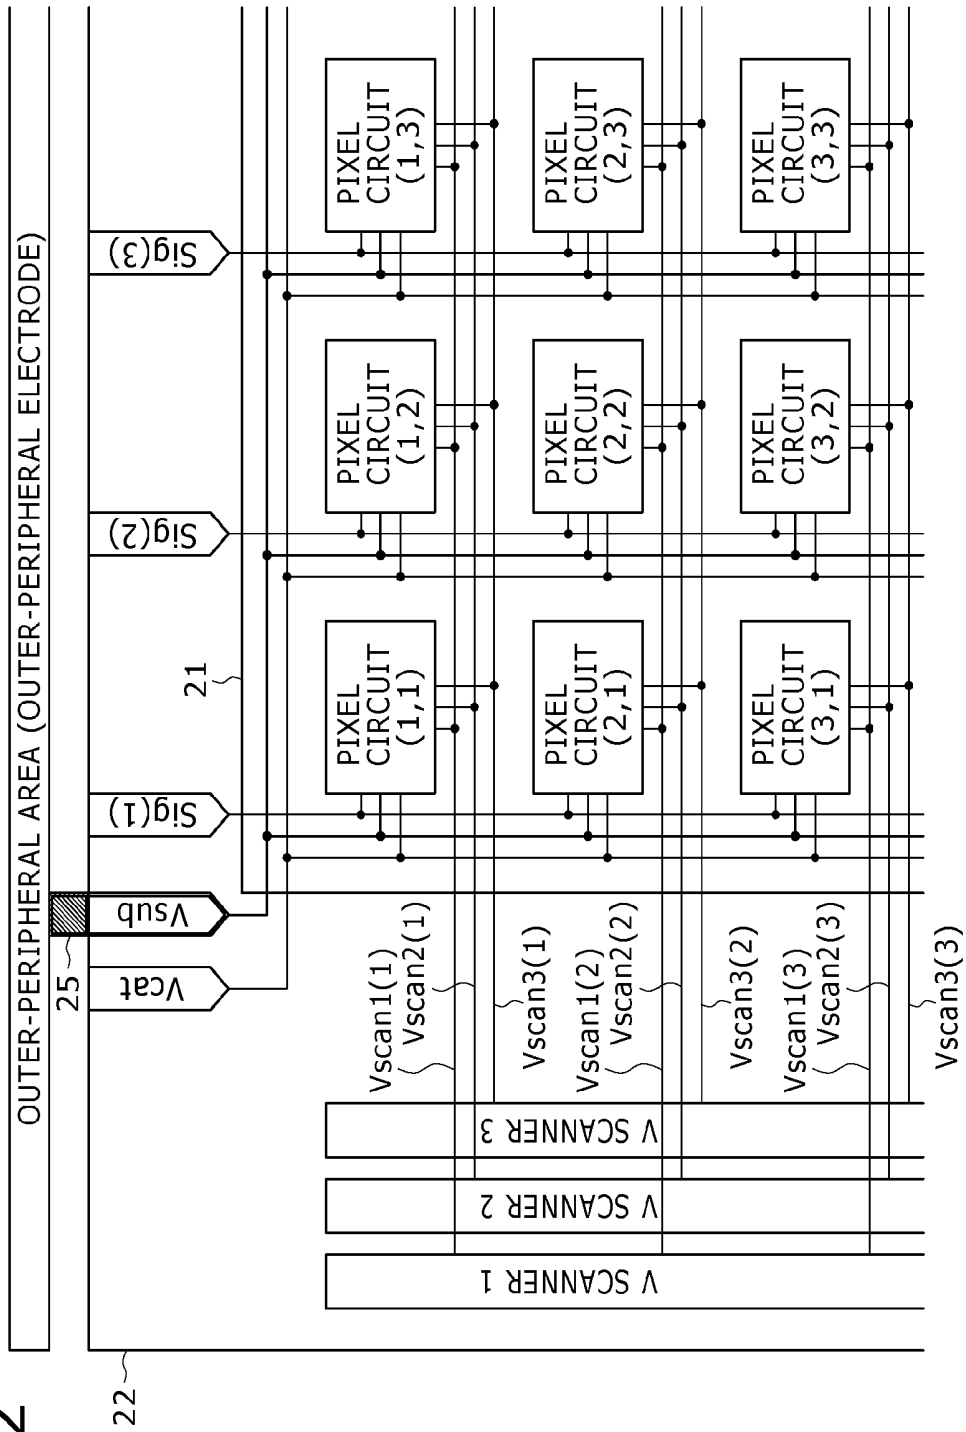 2
22
OUTER-PERIPHERAL AREA (OUTER-PERIPHERAL ELECTRODE)
25
Vcat
Vsub
Sig(1)
Sig(2)
Sig(3)
21
PIXEL
CIRCUIT
(1,1)
PIXEL
CIRCUIT
(1,2)
PIXEL
CIRCUIT
(1,3)
Vscan1(1)
Vscan2(1)
Vscan3(1)
PIXEL
CIRCUIT
(2,1)
PIXEL
CIRCUIT
(2,2)
PIXEL
CIRCUIT
(2,3)
Vscan1(2)
Vscan2(2)
Vscan3(2)
PIXEL
CIRCUIT
(3,1)
PIXEL
CIRCUIT
(3,2)
PIXEL
CIRCUIT
(3,3)
Vscan1(3)
Vscan2(3)
Vscan3(3)
V SCANNER 1
V SCANNER 2
V SCANNER 3